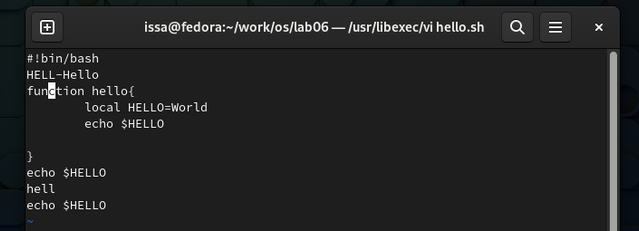 issa@fedora:~/work/os/lab06 — /usr/libexec/vi hello.sh
#!bin/bash
HELL-Hello
function hello{
        local HELLO=World
        echo $HELLO

}
echo $HELLO
hell
echo $HELLO
~